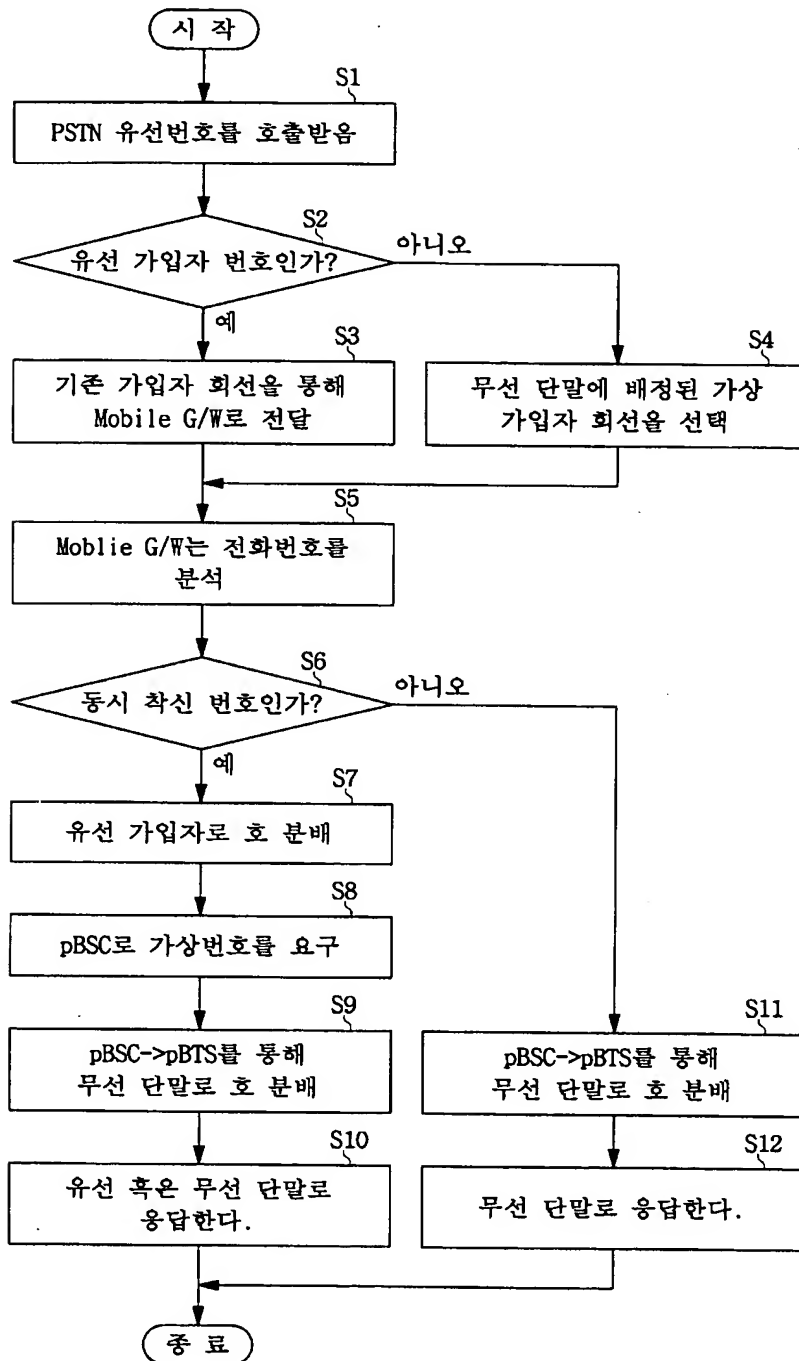 시 작
S1
PSTN 유선번호를 호출받음
S2
유선 가입자 번호인가?
아니오
예
S3
기존 가입자 회선을 통해
Mobile G/W로 전달
S4
무선 단말에 배정된 가상
가입자 회선을 선택
S5
Moblie G/W는 전화번호를
분석
S6
동시 착신 번호인가?
아니오
예
S7
유선 가입자로 호 분배
S8
pBSC로 가상번호를 요구
S9
pBSC->pBTS를 통해
무선 단말로 호 분배
S11
pBSC->pBTS를 통해
무선 단말로 호 분배
S10
유선 혹은 무선 단말로
응답한다.
S12
무선 단말로 응답한다.
종 료